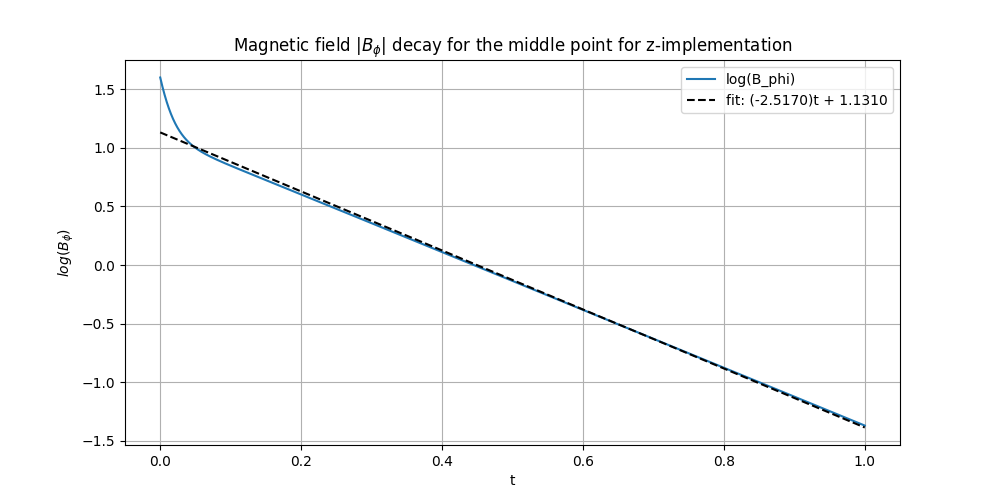 Magnetic field |B_ϕ| decay for the middle point for z-implementation
log(B_phi)
fit: (-2.5170)t + 1.1310
log(B_ϕ)
1.5
1.0
0.5
0.0
−0.5
−1.0
−1.5
0.0 0.2 0.4 0.6 0.8 1.0
t